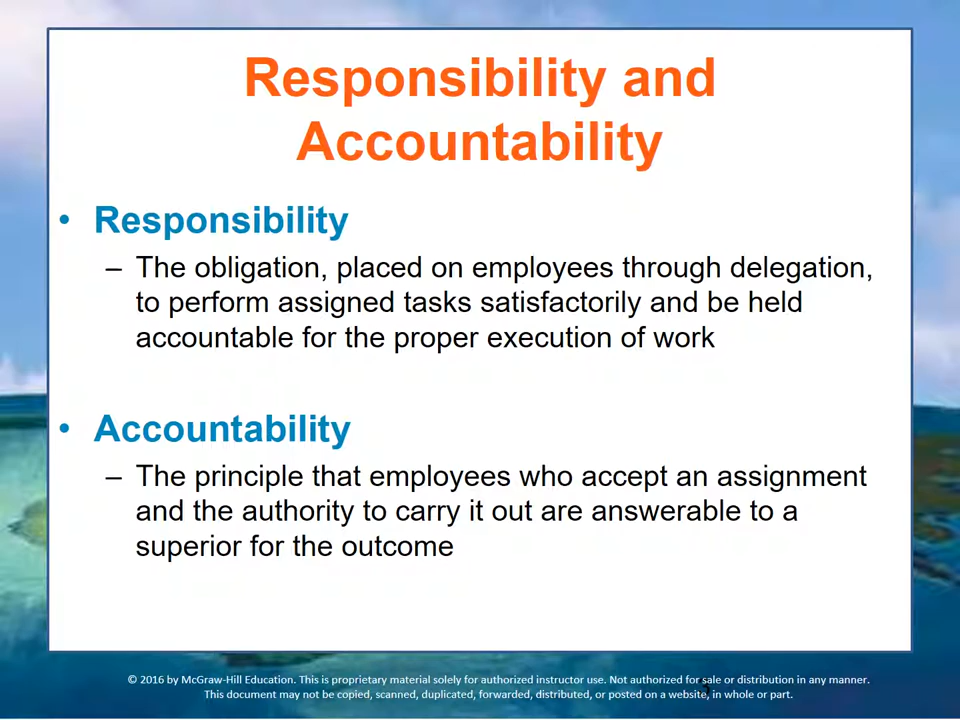 Responsibility and
Accountability
• Responsibility
– The obligation, placed on employees through delegation,
to perform assigned tasks satisfactorily and be held
accountable for the proper execution of work
• Accountability
– The principle that employees who accept an assignment
and the authority to carry it out are answerable to a
superior for the outcome
© 2016 by McGraw-Hill Education. This is proprietary material solely for authorized instructor use. Not authorized for sale or distribution in any manner.
This document may not be copied, scanned, duplicated, forwarded, distributed, or posted on a website, in whole or part.